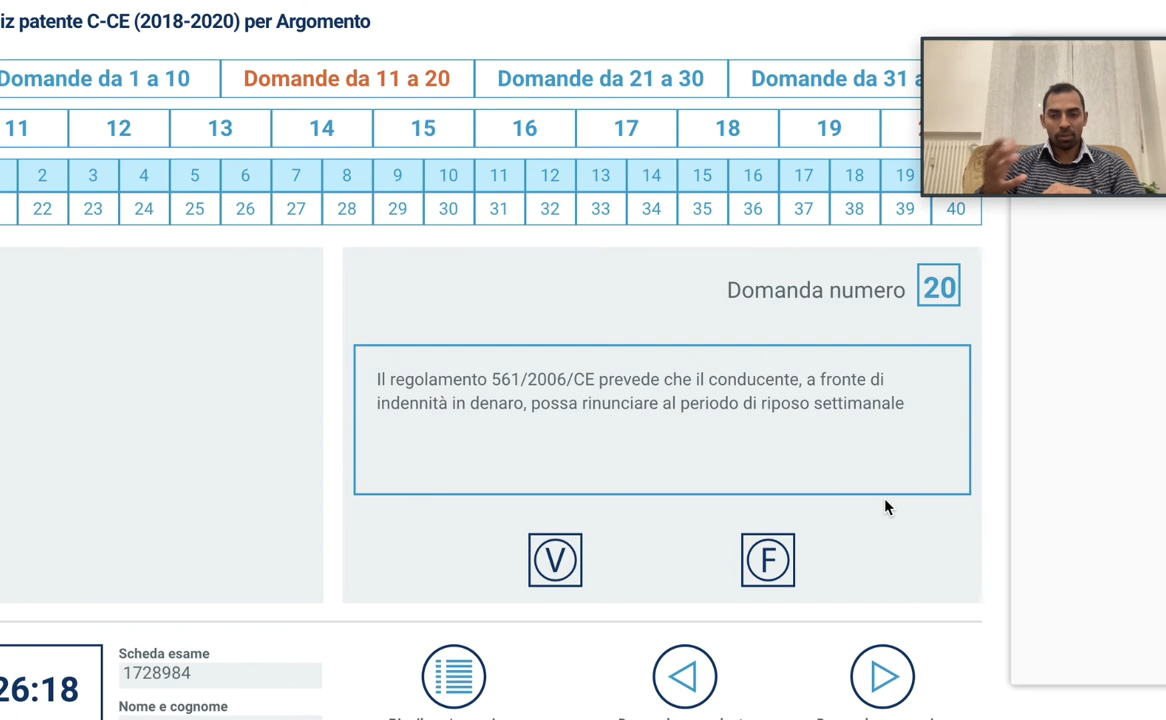 iz patente C-CE (2018-2020) per Argomento
Domande da 1 a 10 Domande da 11 a 20 Domande da 21 a 30 Domande da 31 a
11 12 13 14 15 16 17 18 19
2 3 4 5 6 7 8 9 10 11 12 13 14 15 16 17 18 19
22 23 24 25 26 27 28 29 30 31 32 33 34 35 36 37 38 39 40
Domanda numero 20
Il regolamento 561/2006/CE prevede che il conducente, a fronte di
indennità in denaro, possa rinunciare al periodo di riposo settimanale
V F
26:18
Scheda esame
1728984
Nome e cognome